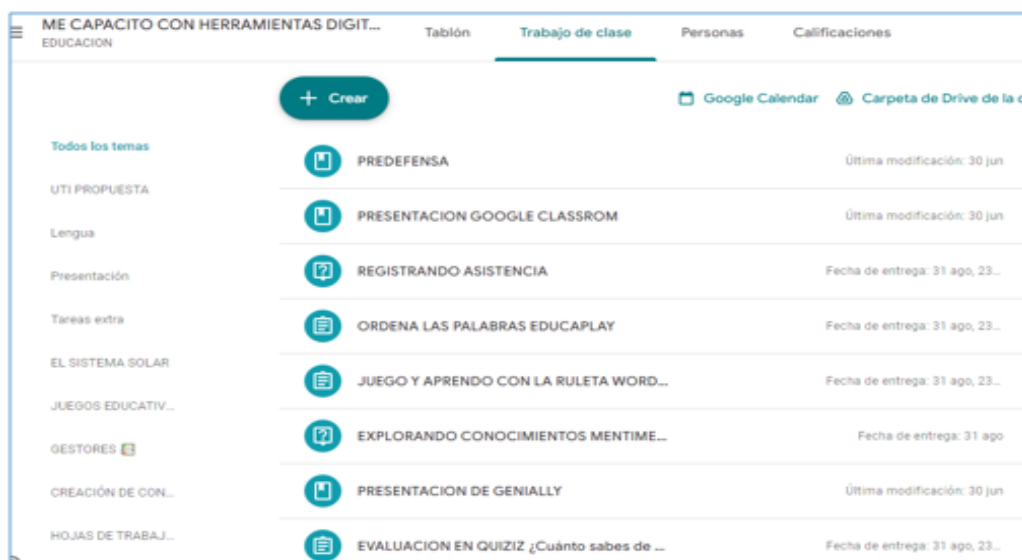 ME CAPACITO CON HERRAMIENTAS DIGIT...
EDUCACION
Tablón
Trabajo de clase
Personas
Calificaciones
+ Crear
Google Calendar
Carpeta de Drive de la
Todos los temas
UTI PROPUESTA
Lengua
Presentación
Tareas extra
EL SISTEMA SOLAR
JUEGOS EDUCATIV...
GESTORES
CREACIÓN DE CON...
HOJAS DE TRABAJ...
PREDEFENSA
Última modificación: 30 jun
PRESENTACION GOOGLE CLASSROM
Última modificación: 30 jun
REGISTRANDO ASISTENCIA
Fecha de entrega: 31 ago, 23...
ORDENA LAS PALABRAS EDUCAPLAY
Fecha de entrega: 31 ago, 23...
JUEGO Y APRENDO CON LA RULETA WORD...
Fecha de entrega: 31 ago, 23...
EXPLORANDO CONOCIMIENTOS MENTIME...
Fecha de entrega: 31 ago
PRESENTACION DE GENIALLY
Última modificación: 30 jun
EVALUACION EN QUIZIZ ¿Cuánto sabes de ...
Fecha de entrega: 31 ago, 23...